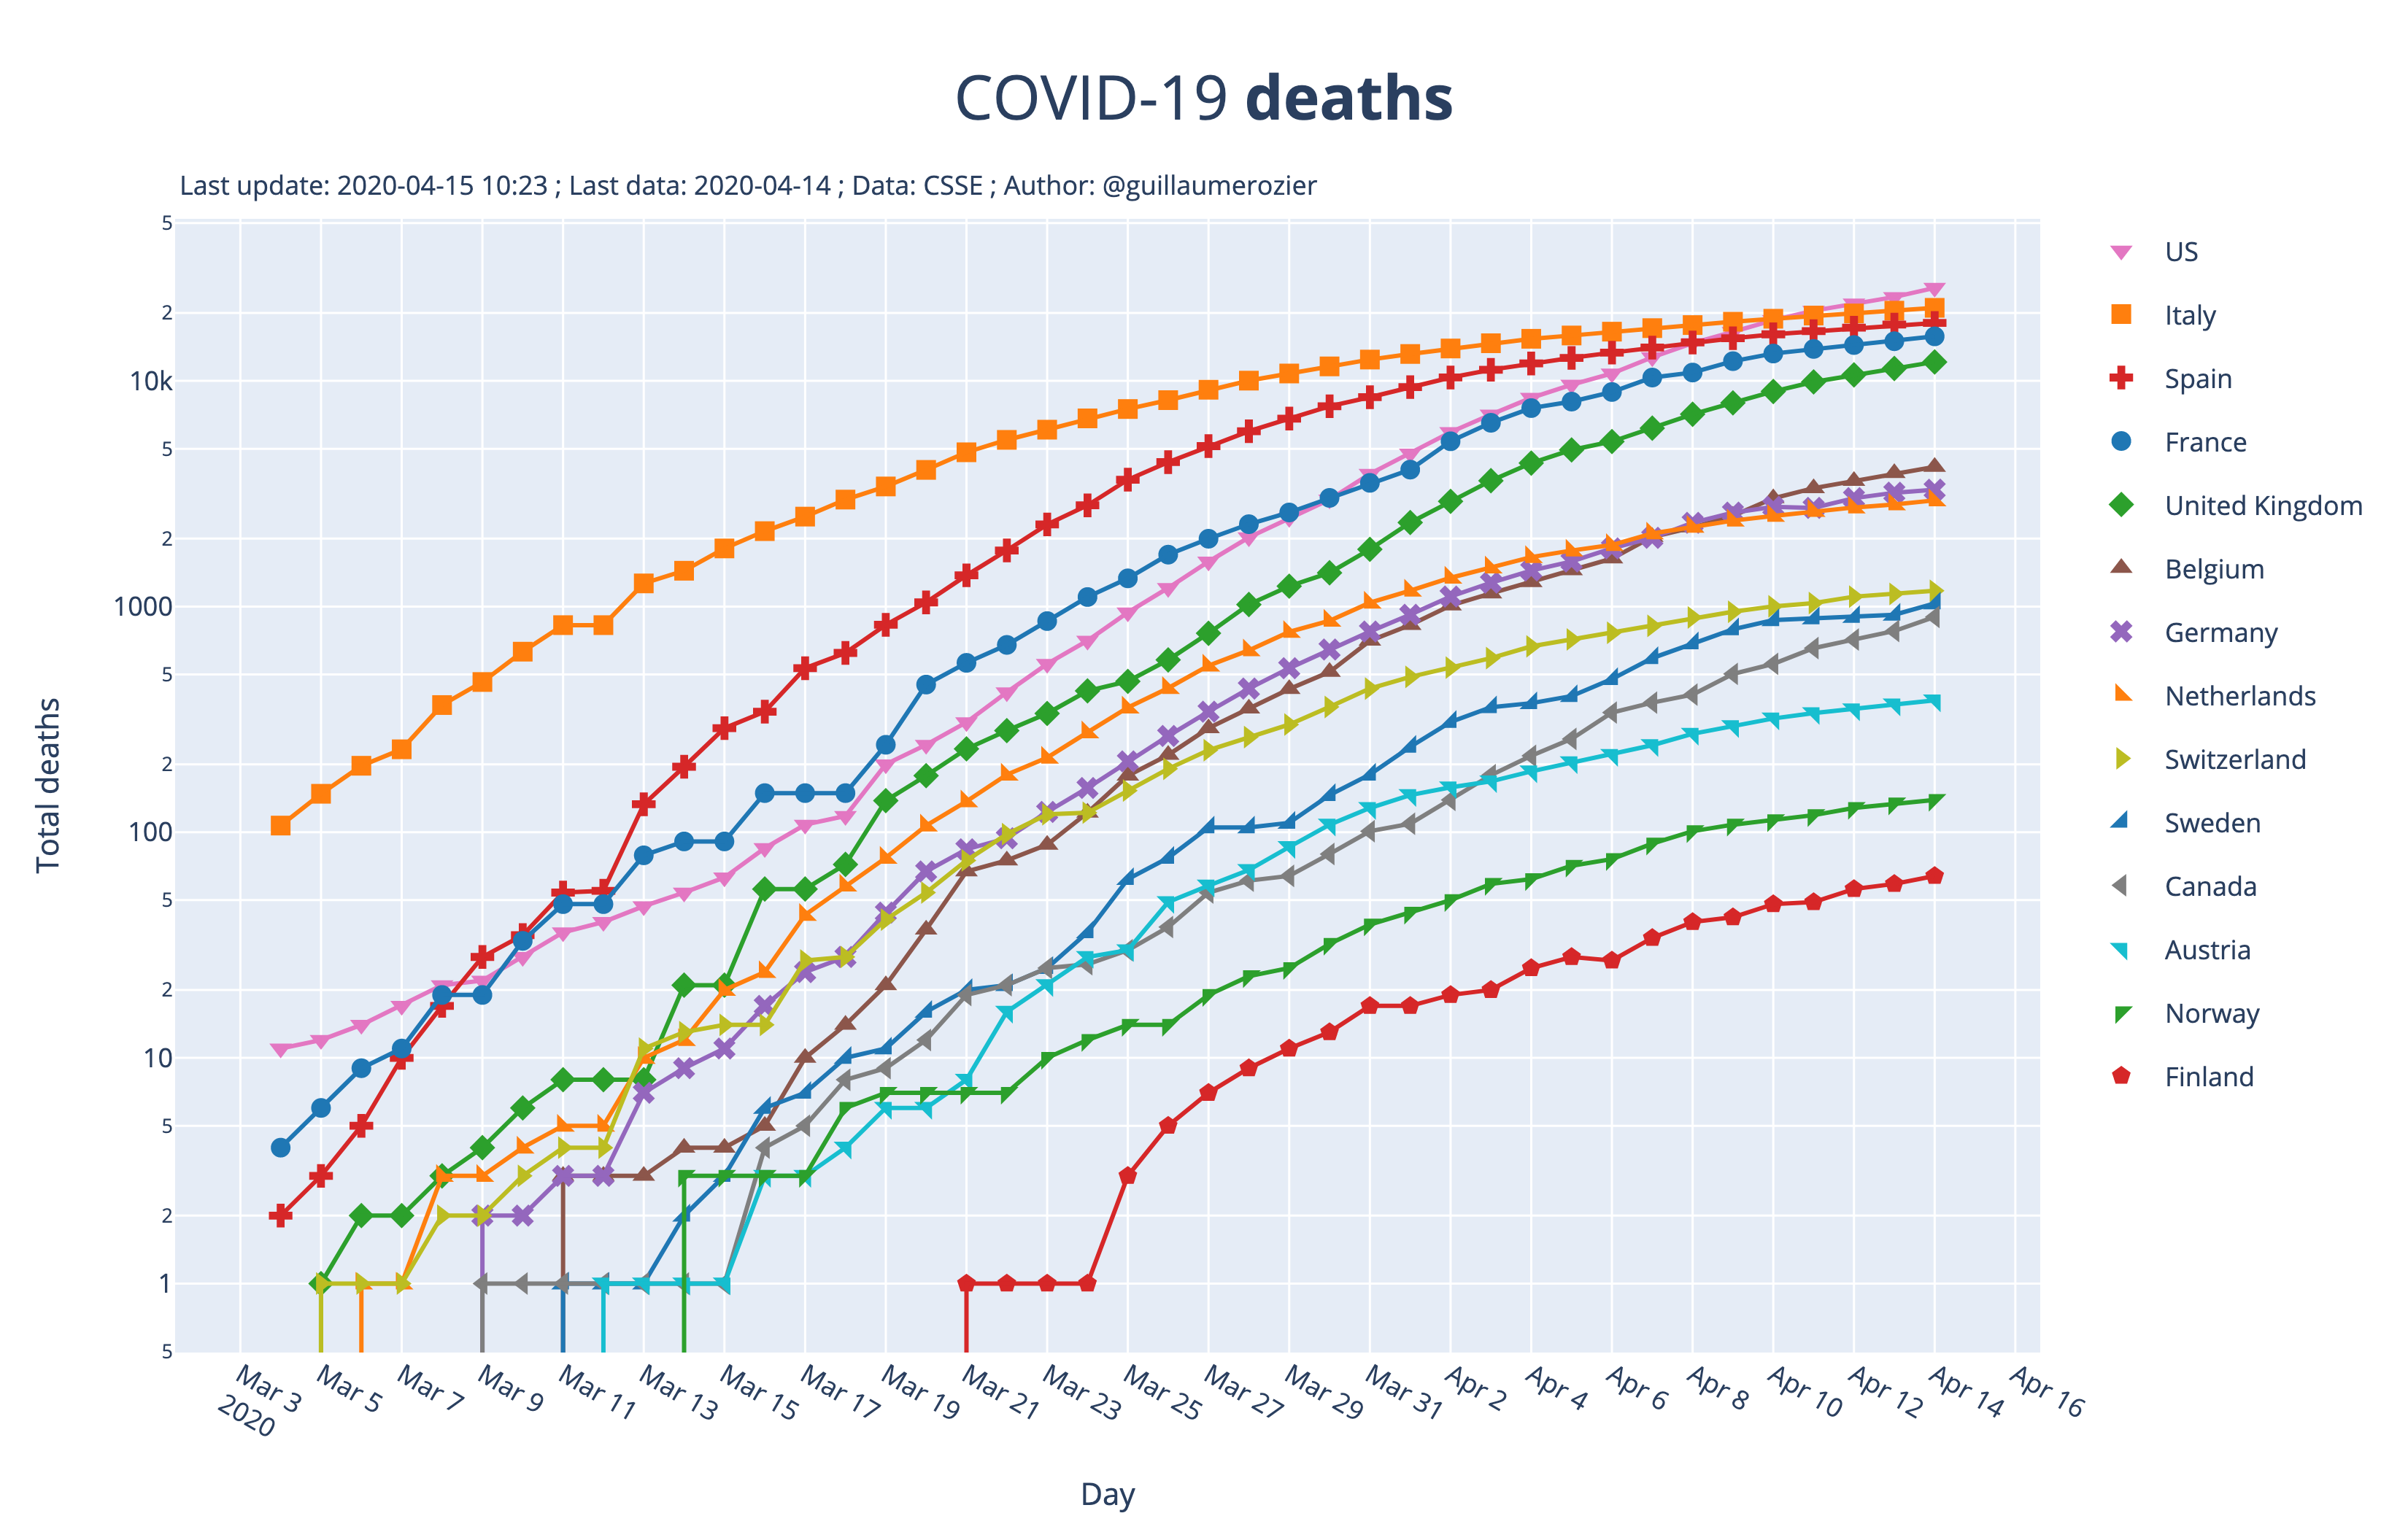 COVID-19 deaths
Last update: 2020-04-15 10:23 ; Last data: 2020-04-14 ; Data: CSSE ; Author: @guillaumerozier
5
2
10k
5
2
1000
5
2
100
5
2
10
5
2
1
5
Total deaths
Mar 3
2020
Mar 5
Mar 7
Mar 9
Mar 11
Mar 13
Mar 15
Mar 17
Mar 19
Mar 21
Mar 23
Mar 25
Mar 27
Mar 29
Mar 31
Apr 2
Apr 4
Apr 6
Apr 8
Apr 10
Apr 12
Apr 14
Apr 16
Day
US
Italy
Spain
France
United Kingdom
Belgium
Germany
Netherlands
Switzerland
Sweden
Canada
Austria
Norway
Finland